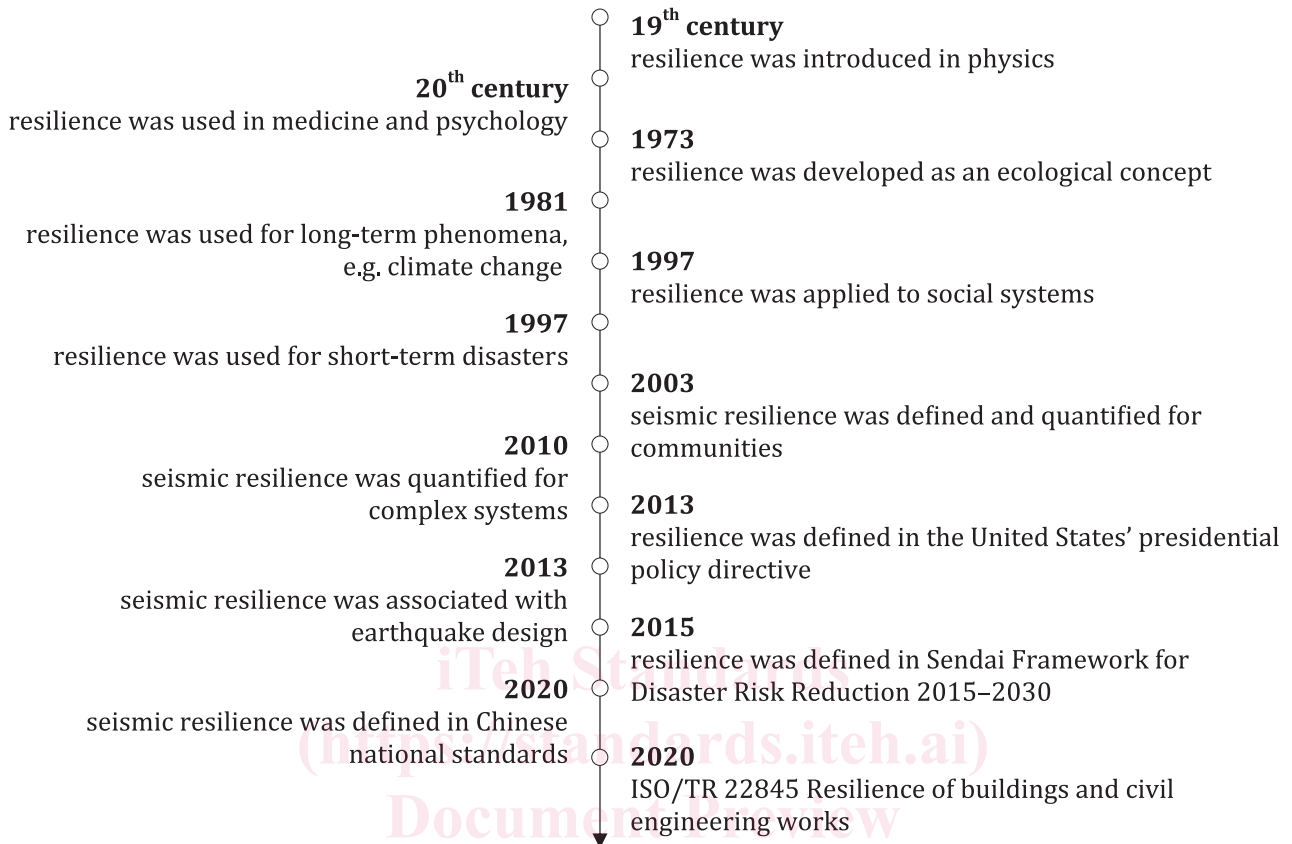 19th century
resilience was introduced in physics
20th century
resilience was used in medicine and psychology
1973
resilience was developed as an ecological concept
1981
resilience was used for long-term phenomena,
e.g. climate change
1997
resilience was applied to social systems
1997
resilience was used for short-term disasters
2003
seismic resilience was defined and quantified for
communities
2010
seismic resilience was quantified for
complex systems
2013
resilience was defined in the United States’ presidential
policy directive
2013
seismic resilience was associated with
earthquake design
2015
resilience was defined in Sendai Framework for
Disaster Risk Reduction 2015–2030
2020
seismic resilience was defined in Chinese
national standards
2020
ISO/TR 22845 Resilience of buildings and civil
engineering works
iTeh Standards
(https://standards.iteh.ai)
Document Preview